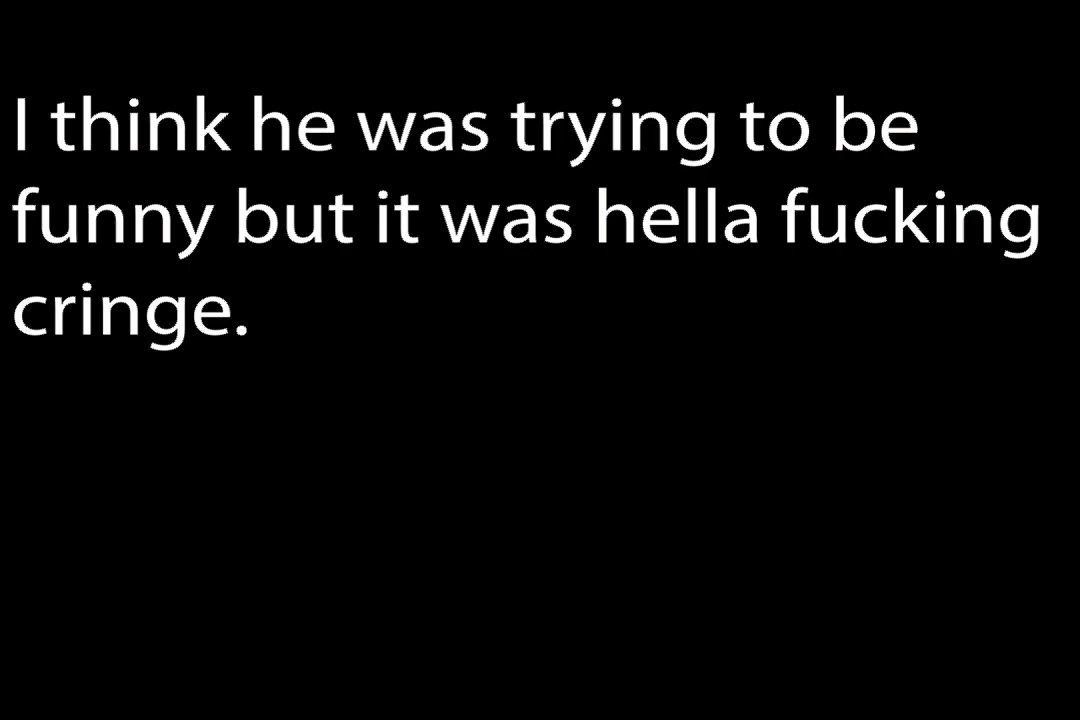 I think he was trying to be
funny but it was hella fucking
cringe.